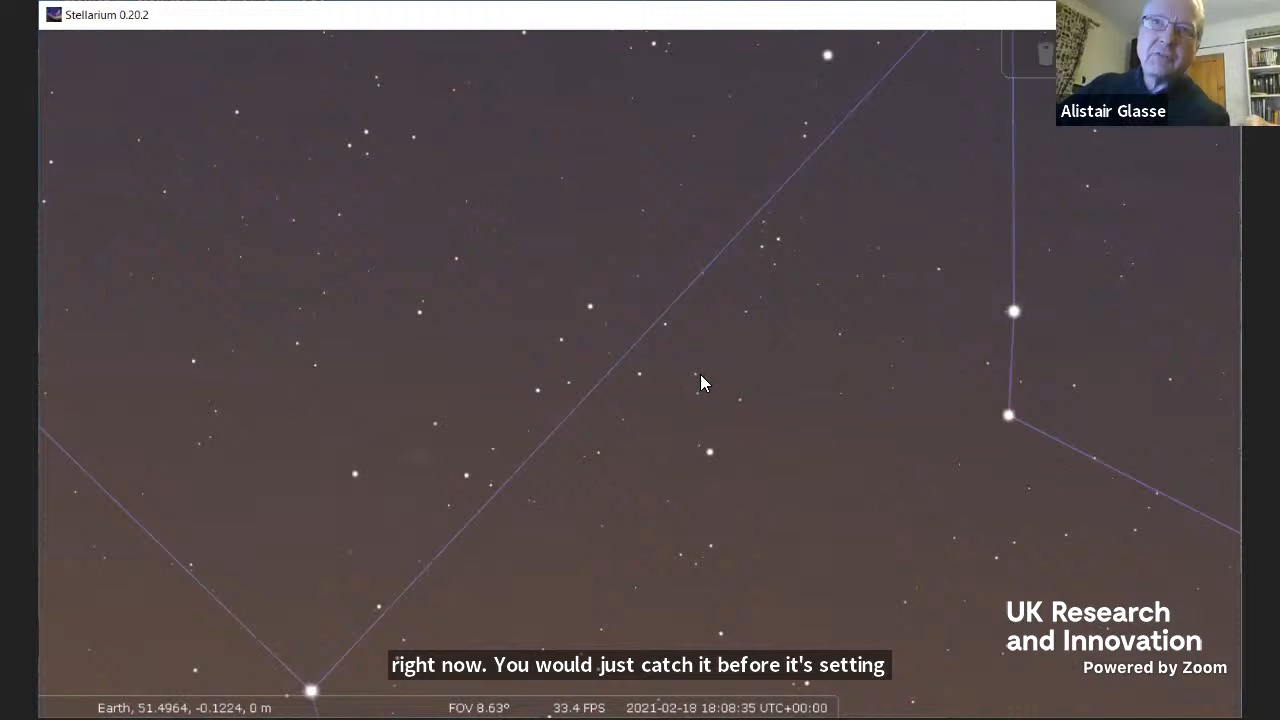 Stellarium 0.20.2
Alistair Glasse
UK Research
and Innovation
Powered by Zoom
right now. You would just catch it before it's setting
Earth, 51.4964, -0.1224, 0 m FOV 8.63° 33.4 FPS 2021-02-18 18:08:35 UTC+00:00